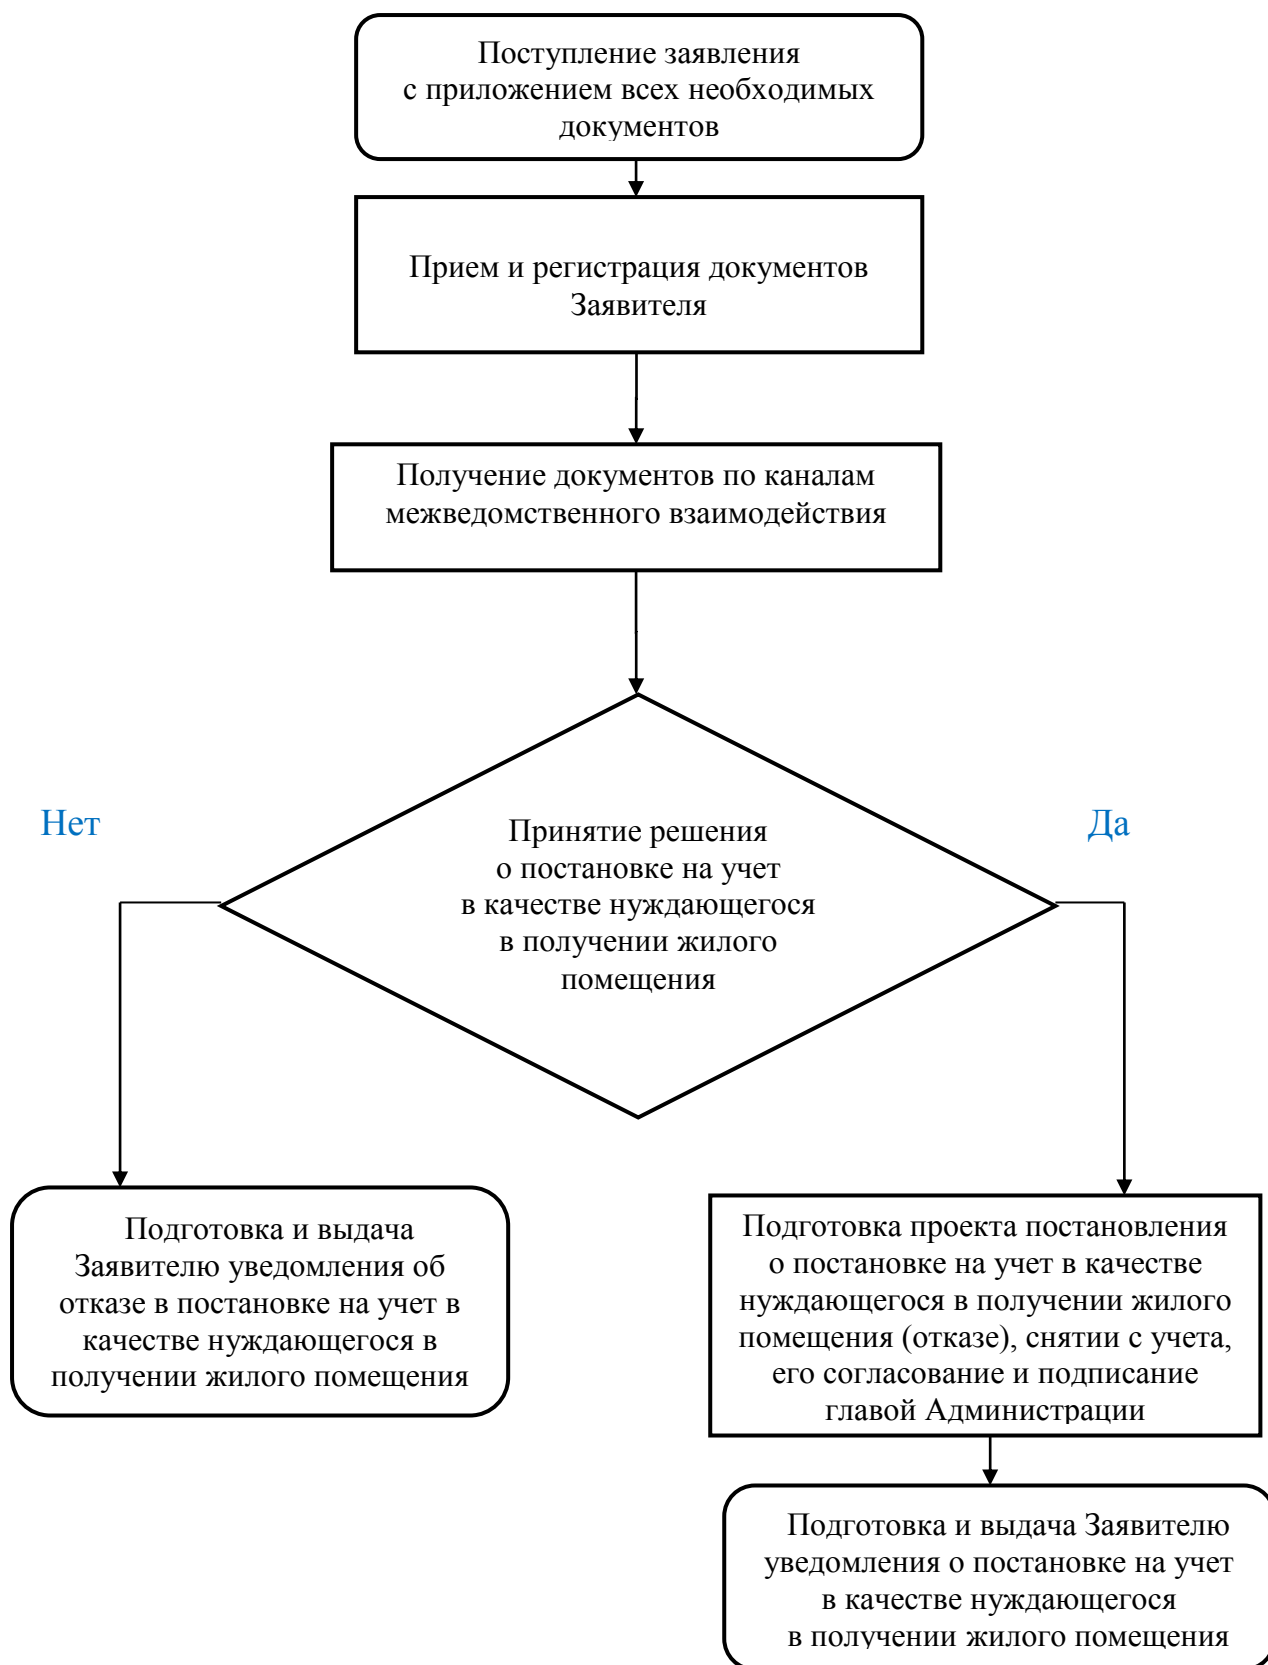 Поступление заявления
с приложением всех необходимых
документов
Прием и регистрация документов
Заявителя
Получение документов по каналам
межведомственного взаимодействия
Нет
Да
Принятие решения
о постановке на учет
в качестве нуждающегося
в получении жилого
помещения
Подготовка и выдача
Заявителю уведомления об
отказе в постановке на учет в
качестве нуждающегося в
получении жилого помещения
Подготовка проекта постановления
о постановке на учет в качестве
нуждающегося в получении жилого
помещения (отказе), снятии с учета,
его согласование и подписание
главой Администрации
Подготовка и выдача Заявителю
уведомления о постановке на учет
в качестве нуждающегося
в получении жилого помещения